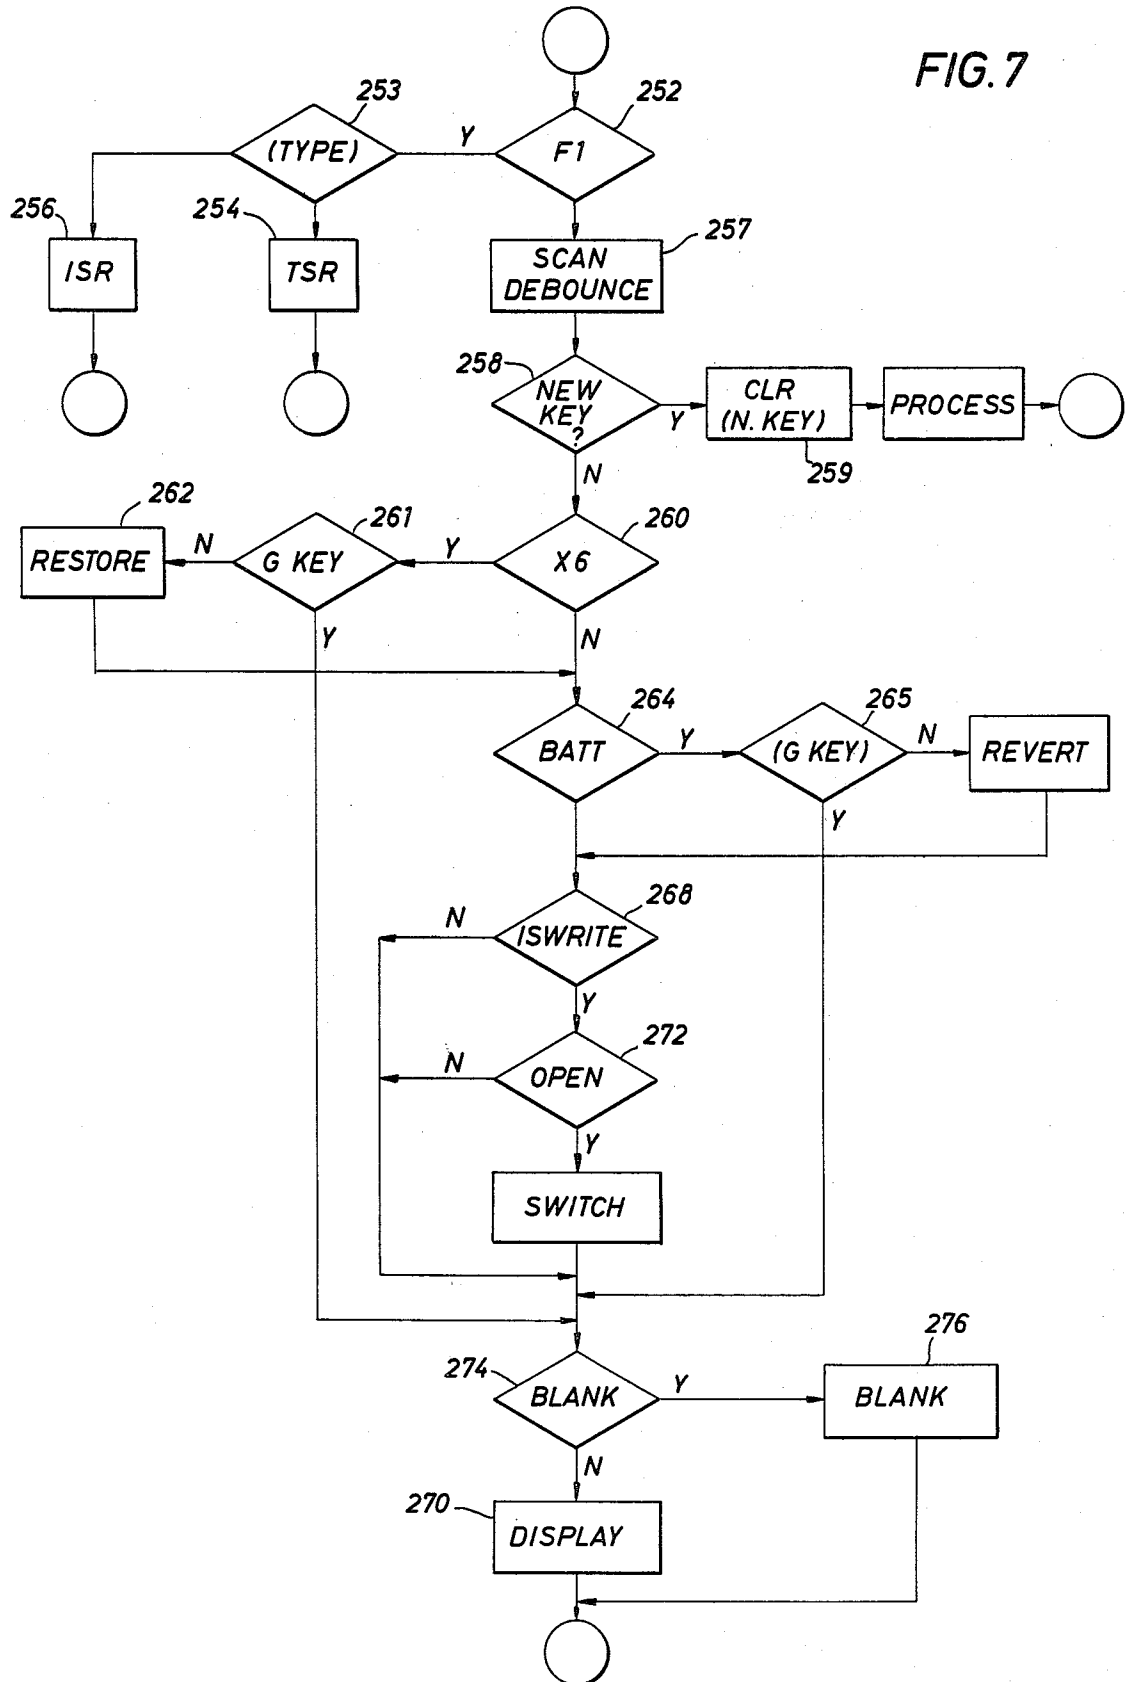 FIG. 7
253
252
(TYPE)
Y
F1
256
254
257
ISR
TSR
SCAN
DEBOUNCE
258
NEW
KEY
?
Y
CLR
(N. KEY)
PROCESS
259
N
262
261
260
RESTORE
N
G KEY
Y
X6
Y
N
264
265
BATT
Y
(G KEY)
N
REVERT
Y
268
N
ISWRITE
Y
272
N
OPEN
Y
SWITCH
276
274
BLANK
Y
BLANK
N
270
DISPLAY